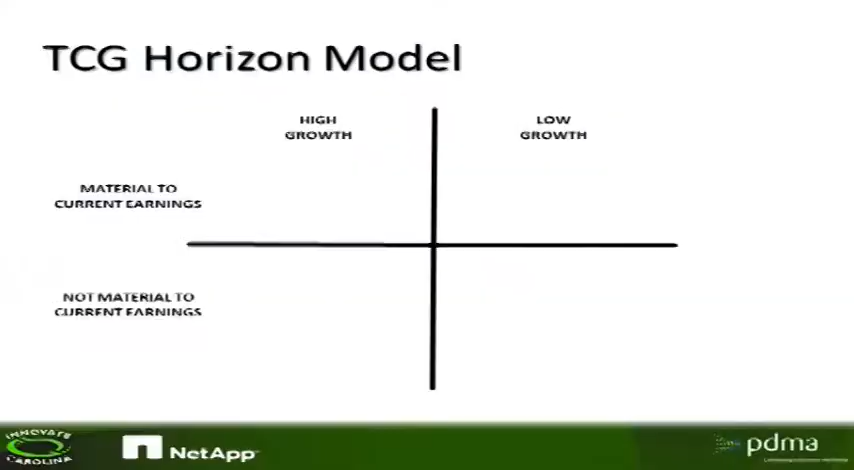 TCG Horizon Model
HIGH
GROWTH
LOW
GROWTH
MATERIAL TO
CURRENT EARNINGS
NOT MATERIAL TO
CURRENT EARNINGS
INNOVATE
CAROLINA
NetApp
pdma